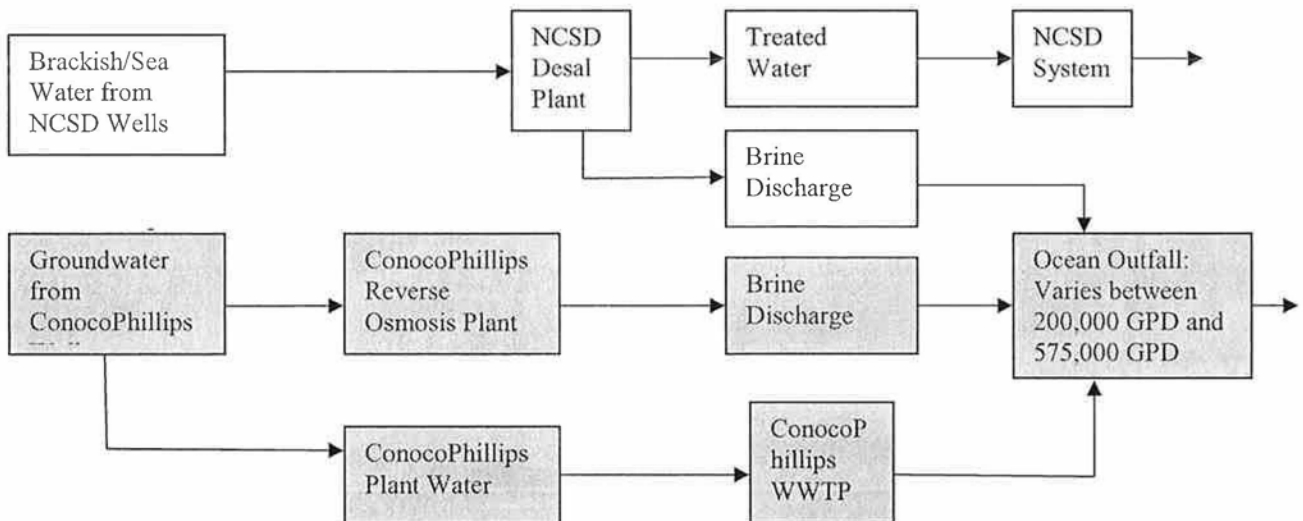 Brackish/Sea
Water from
NCSD Wells
NCSD
Desal
Plant
Treated
Water
NCSD
System
Brine
Discharge
Groundwater
from
ConocoPhillips
ConocoPhillips
Reverse
Osmosis Plant
Brine
Discharge
Ocean Outfall:
Varies between
200,000 GPD and
575,000 GPD
ConocoPhillips
Plant Water
ConocoP
hillips
WWTP